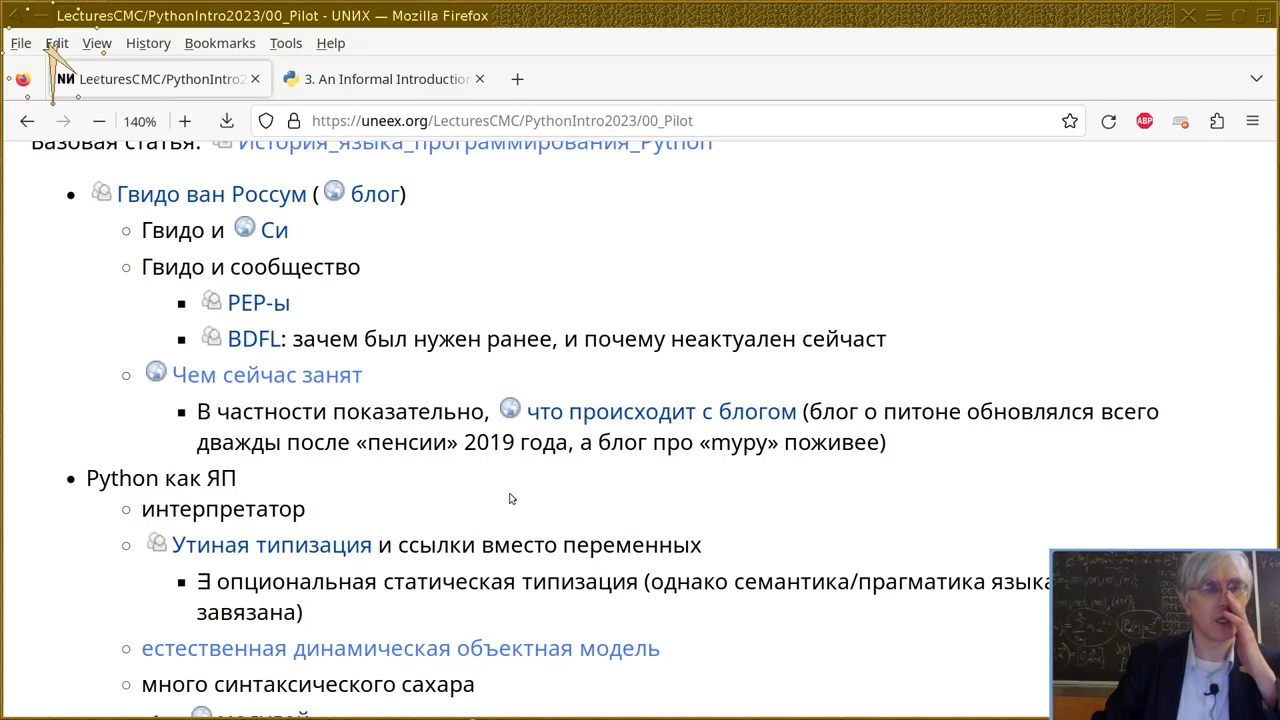 LecturesCMC/PythonIntro2023/00_Pilot - UNИX — Mozilla Firefox
File Edit View History Bookmarks Tools Help
NИ LecturesCMC/PythonIntro2 3. An Informal Introduction
140% https://uneex.org/LecturesCMC/PythonIntro2023/00_Pilot ABP
Базовая статья: История_языка_программирования_Python
Гвидо ван Россум ( блог)
Гвидо и Си
Гвидо и сообщество
PEP-ы
BDFL: зачем был нужен ранее, и почему неактуален сейчаст
Чем сейчас занят
В частности показательно, что происходит с блогом (блог о питоне обновлялся всего
дважды после «пенсии» 2019 года, а блог про «mypy» поживее)
Python как ЯП
интерпретатор
Утиная типизация и ссылки вместо переменных
∃ опциональная статическая типизация (однако семантика/прагматика языка
завязана)
естественная динамическая объектная модель
много синтаксического сахара